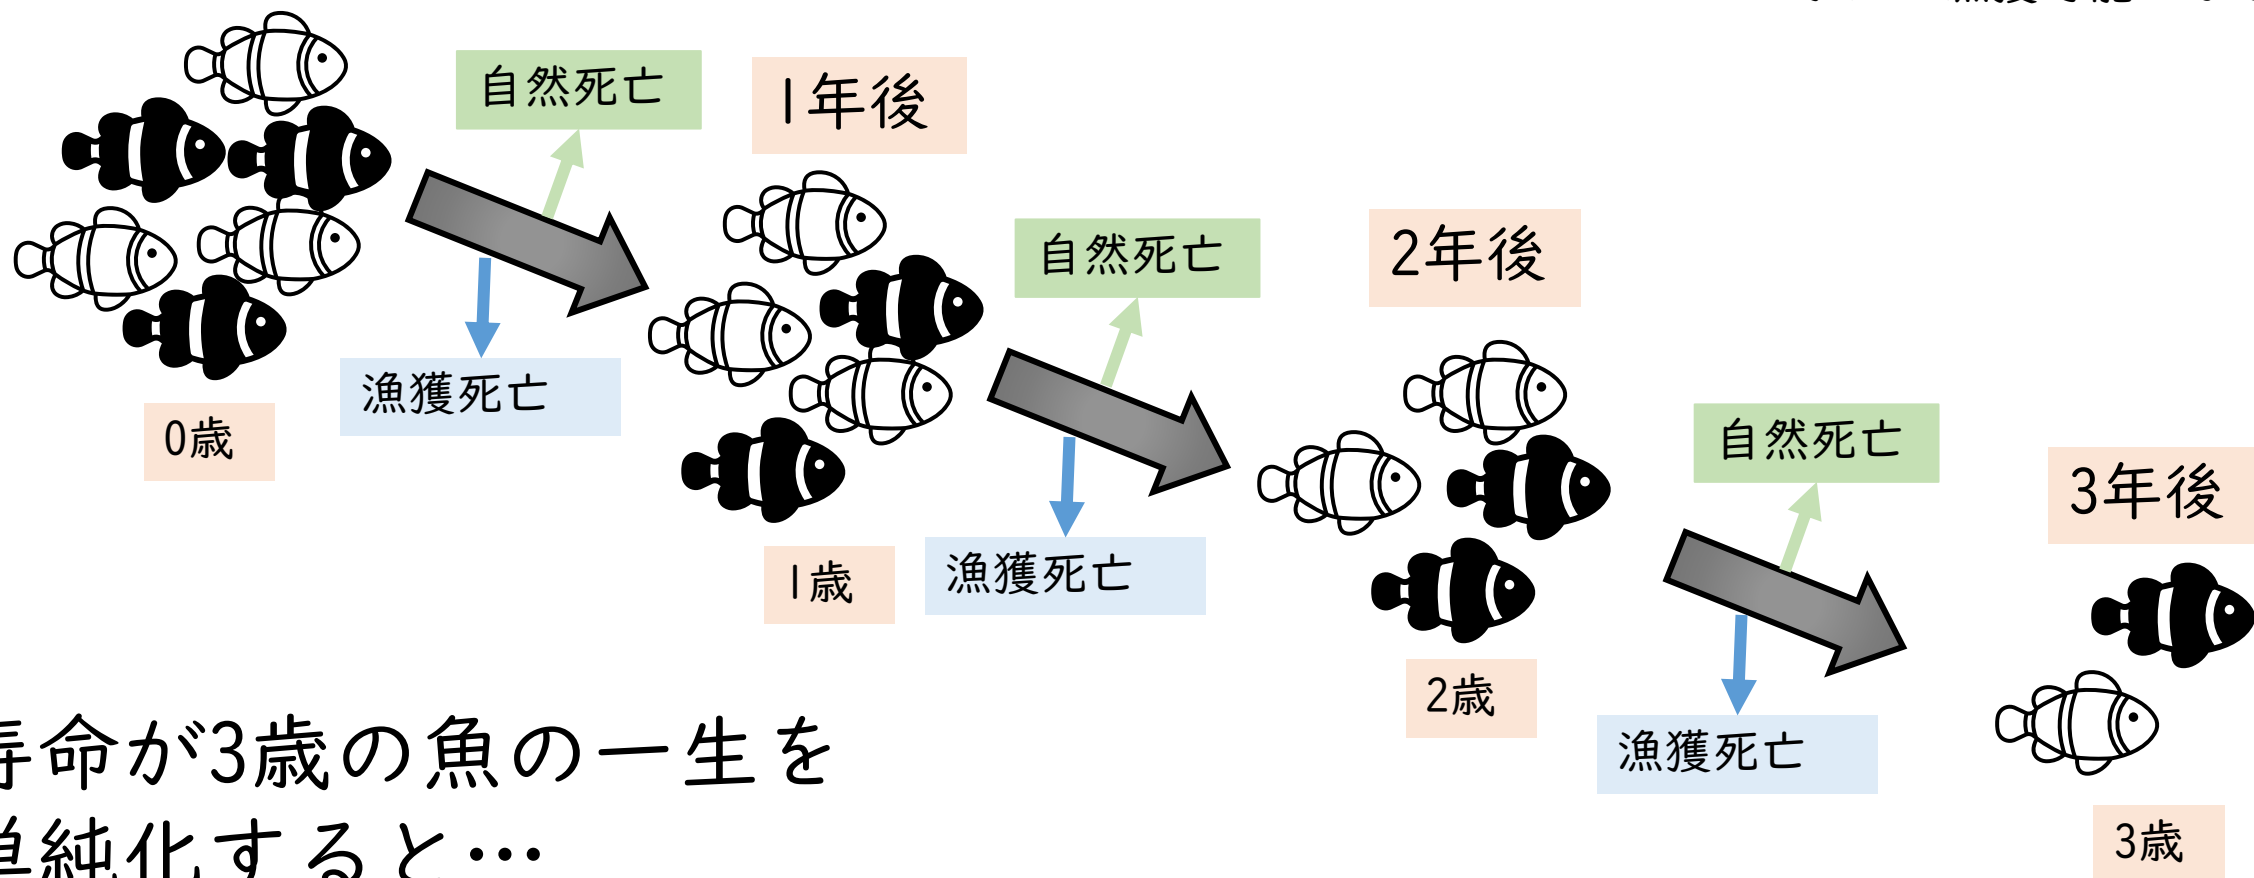 自然死亡
1年後
漁獲死亡
0歳
自然死亡
2年後
1歳
漁獲死亡
自然死亡
3年後
2歳
漁獲死亡
3歳
寿命が3歳の魚の一生を
単純化すると…